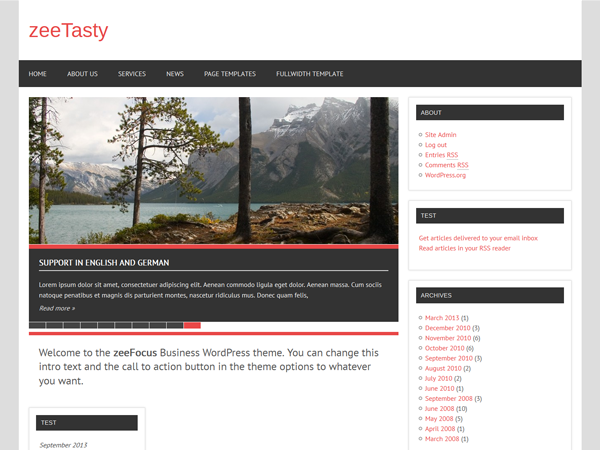 zeeTasty
HOME ABOUT US SERVICES NEWS PAGE TEMPLATES FULLWIDTH TEMPLATE
SUPPORT IN ENGLISH AND GERMAN
Lorem ipsum dolor sit amet, consectetuer adipiscing elit. Aenean commodo ligula eget dolor. Aenean massa. Cum sociis
natoque penatibus et magnis dis parturient montes, nascetur ridiculus mus. Donec quam felis,
Read more »
Welcome to the zeeFocus Business WordPress theme. You can change
this intro text and the call to action button in the theme options to whatever
you want.
TEST
September 2013
ABOUT
Site Admin
Log out
Entries RSS
Comments RSS
WordPress.org
TEST
Get articles delivered to your email inbox
Read articles in your RSS reader
ARCHIVES
March 2013 (1)
December 2010 (3)
November 2010 (6)
October 2010 (6)
September 2010 (3)
August 2010 (2)
July 2010 (2)
June 2010 (1)
September 2008 (3)
June 2008 (10)
May 2008 (5)
April 2008 (1)
March 2008 (1)